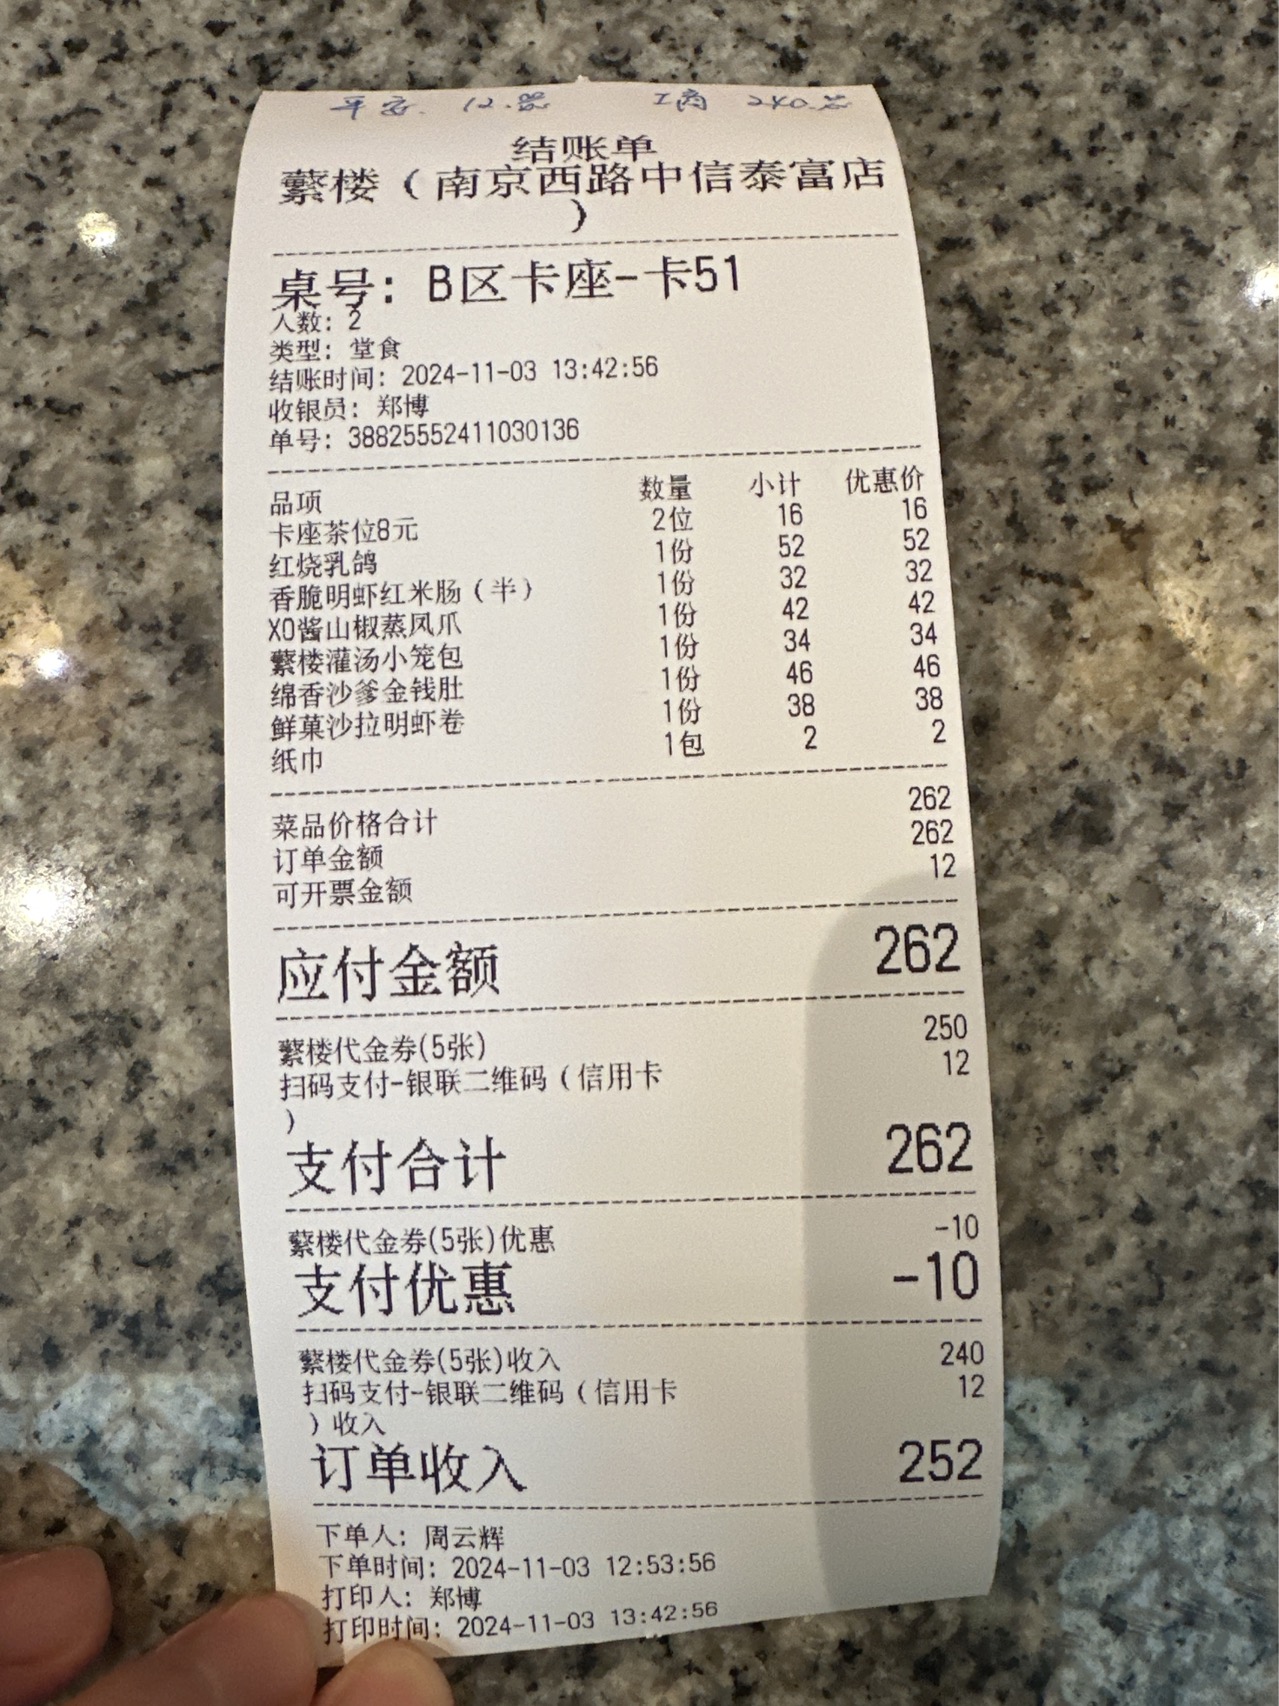 平安 12.00 工商 240.00
结账单
蘩楼（南京西路中信泰富店
）
桌号: B区卡座-卡51
人数: 2
类型: 堂食
结账时间: 2024-11-03 13:42:56
收银员: 郑博
单号: 38825552411030136
品项 数量 小计 优惠价
卡座茶位8元 2位 16 16
红烧乳鸽 1份 52 52
香脆明虾红米肠（半） 1份 32 32
XO酱山椒蒸凤爪 1份 42 42
蘩楼灌汤小笼包 1份 34 34
绵香沙爹金钱肚 1份 46 46
鲜菓沙拉明虾卷 1份 38 38
纸巾 1包 2 2
菜品价格合计 262
订单金额 262
可开票金额 12
应付金额 262
蘩楼代金券(5张) 250
扫码支付-银联二维码（信用卡 12
）
支付合计 262
蘩楼代金券(5张)优惠 -10
支付优惠 -10
蘩楼代金券(5张)收入 240
扫码支付-银联二维码（信用卡 12
）收入
订单收入 252
下单人: 周云辉
下单时间: 2024-11-03 12:53:56
打印人: 郑博
打印时间: 2024-11-03 13:42:56